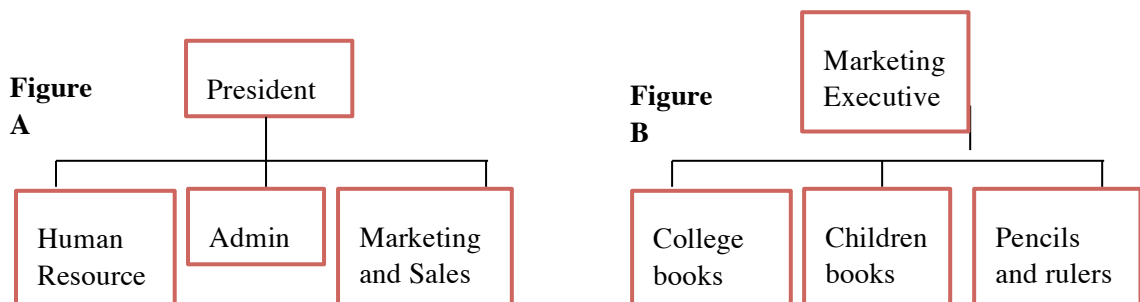 Figure
A
President
Human
Resource
Admin
Marketing
and Sales
Figure
B
Marketing
Executive
College
books
Children
books
Pencils
and rulers